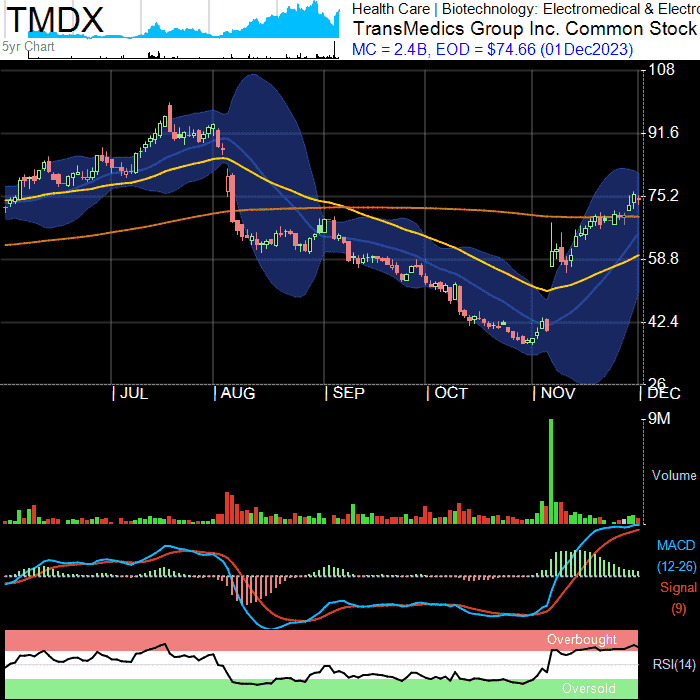 TMDX
5yr Chart
Health Care | Biotechnology: Electromedical & Electro
TransMedics Group Inc. Common Stock
MC = 2.4B, EOD = $74.66 (01Dec2023)
108
91.6
75.2
58.8
42.4
26
JUL AUG SEP OCT NOV DEC
9M
Volume
MACD
(12-26)
Signal
(9)
Overbought
RSI(14)
Oversold